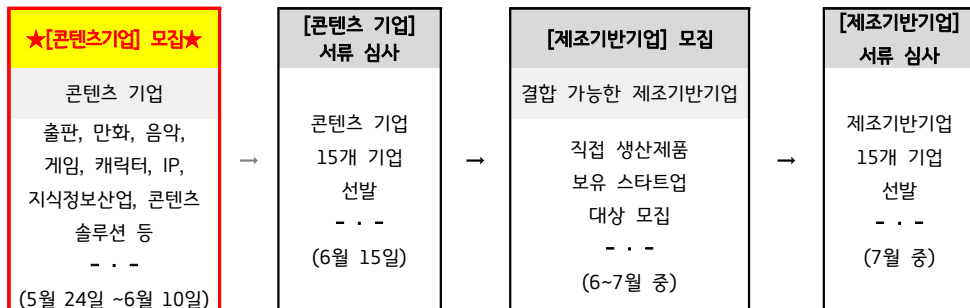 ★[콘텐츠기업] 모집★
콘텐츠 기업
출판, 만화, 음악,
게임, 캐릭터, IP,
지식정보산업, 콘텐츠
솔루션 등
- · -
(5월 24일 ~6월 10일)
→
[콘텐츠 기업]
서류 심사
콘텐츠 기업
15개 기업
선발
- · -
(6월 15일)
→
[제조기반기업] 모집
결합 가능한 제조기반기업
직접 생산제품
보유 스타트업
대상 모집
- · -
(6~7월 중)
→
[제조기반기업]
서류 심사
제조기반기업
15개 기업
선발
- · -
(7월 중)